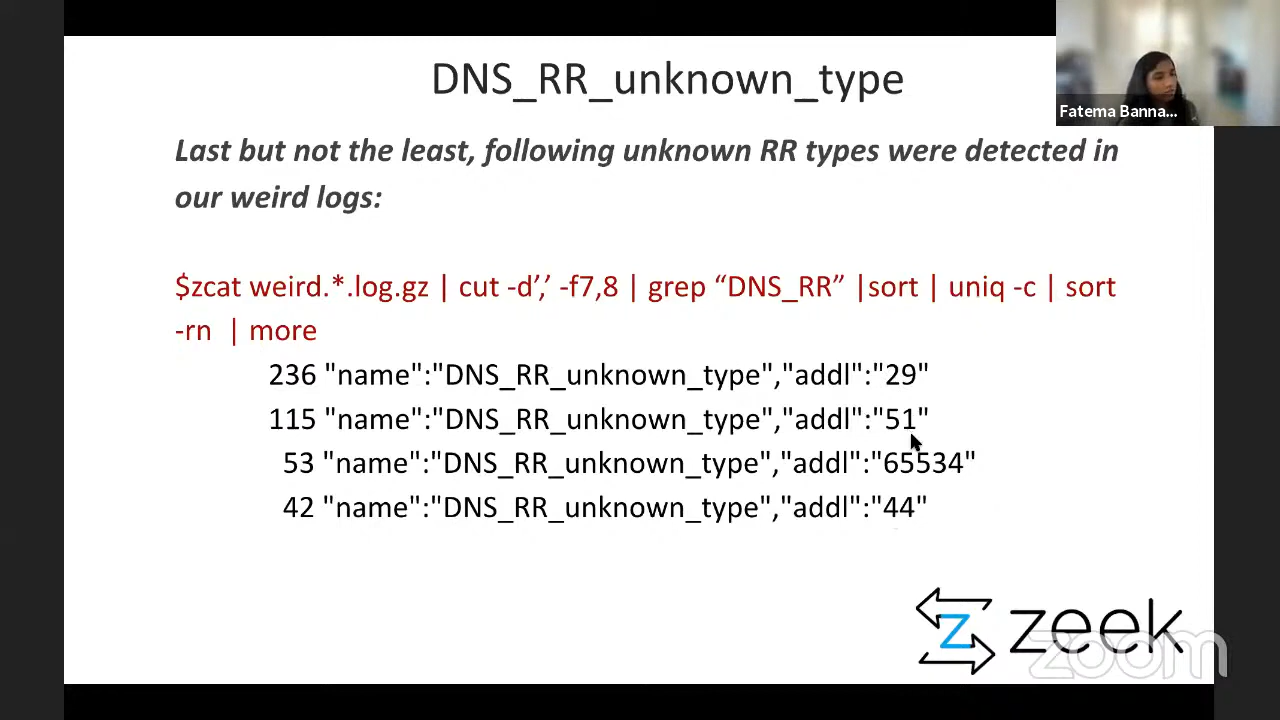 DNS_RR_unknown_type
Fatema Banna...
Last but not the least, following unknown RR types were detected in
our weird logs:
$zcat weird.*.log.gz | cut -d’,’ -f7,8 | grep “DNS_RR” |sort | uniq -c | sort
-rn | more
236 "name":"DNS_RR_unknown_type","addl":"29"
115 "name":"DNS_RR_unknown_type","addl":"51"
53 "name":"DNS_RR_unknown_type","addl":"65534"
42 "name":"DNS_RR_unknown_type","addl":"44"
z zeek
zoom